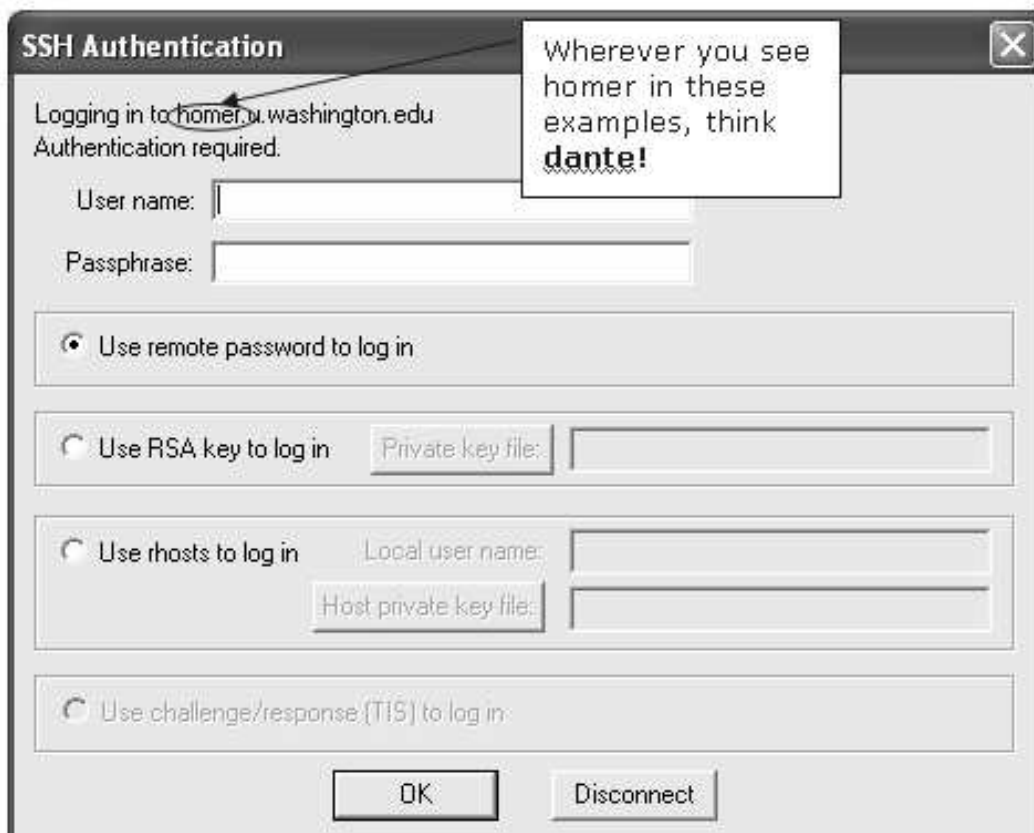 SSH Authentication
Wherever you see
homer in these
examples, think
dante!
Logging in to homer.u.washington.edu
Authentication required.
User name:
Passphrase:
Use remote password to log in
Use RSA key to log in
Private key file:
Use rhosts to log in
Local user name:
Host private key file:
Use challenge/response (TIS) to log in
OK
Disconnect